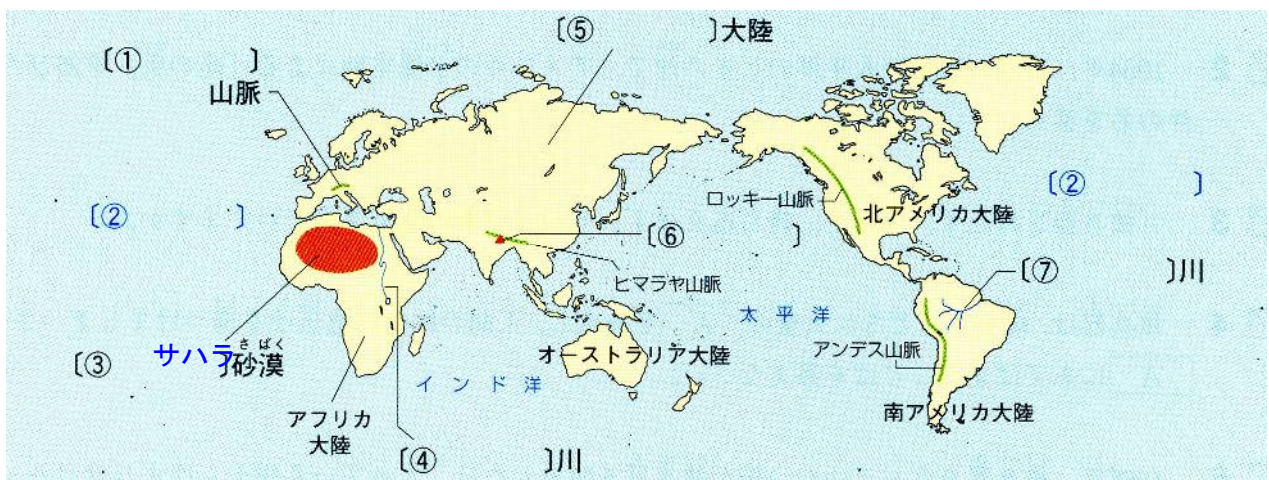 〔⑤　　　〕大陸
〔①　　　〕
山脈
〔②　　　〕
ロッキー山脈
北アメリカ大陸
〔②　　　〕
〔⑥　　　〕
ヒマラヤ山脈
〔⑦　　　〕川
太平洋
〔③ サハラ〕砂漠
さばく
インド洋
オーストラリア大陸
アンデス山脈
アフリカ
大陸
南アメリカ大陸
〔④　　　〕川